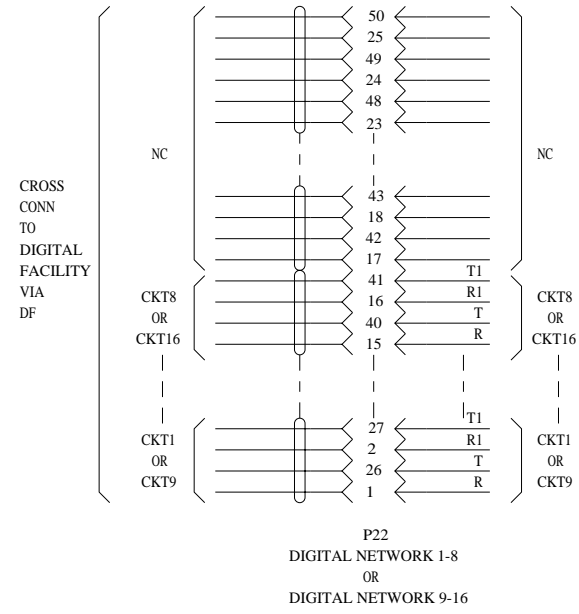 50
25
49
24
48
23
NC
NC
CROSS
CONN
TO
DIGITAL
FACILITY
VIA
DF
43
18
42
17
41 T1
16 R1
40 T
15 R
CKT8
OR
CKT16
CKT8
OR
CKT16
27 T1
2 R1
26 T
1 R
CKT1
OR
CKT9
CKT1
OR
CKT9
P22
DIGITAL NETWORK 1-8
OR
DIGITAL NETWORK 9-16